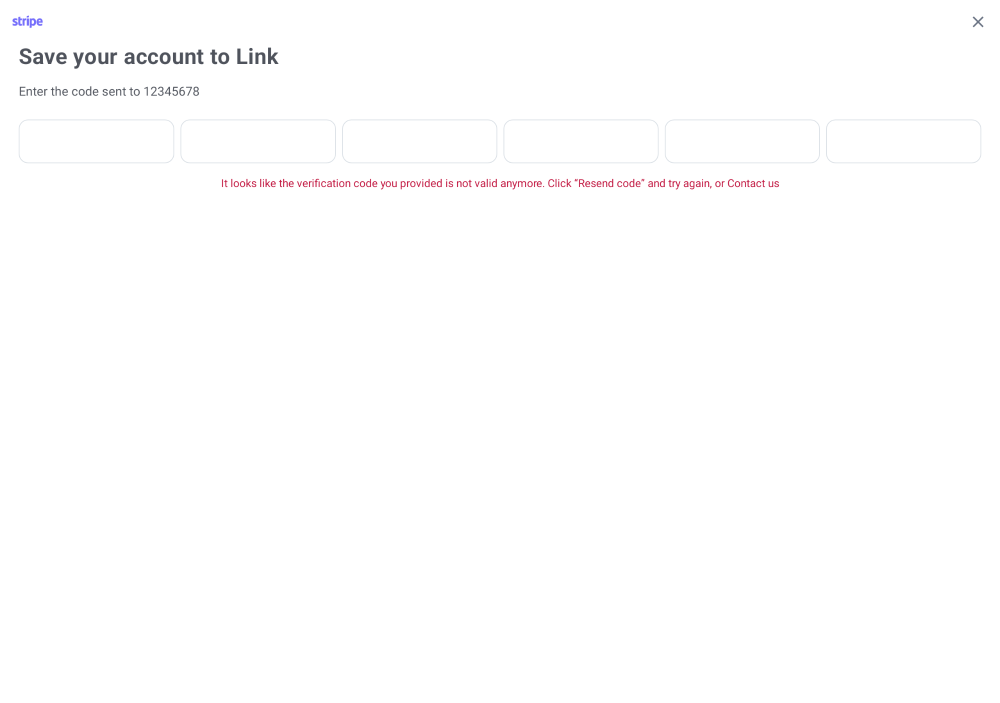 stripe
Save your account to Link
Enter the code sent to 12345678
It looks like the verification code you provided is not valid anymore. Click “Resend code” and try again, or Contact us